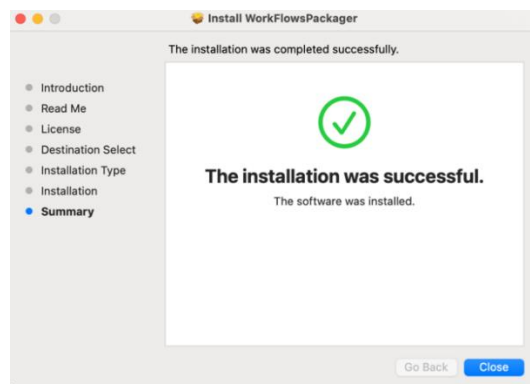 Install WorkFlowsPackager
The installation was completed successfully.
Introduction
Read Me
License
Destination Select
Installation Type
Installation
Summary
The installation was successful.
The software was installed.
Go Back
Close